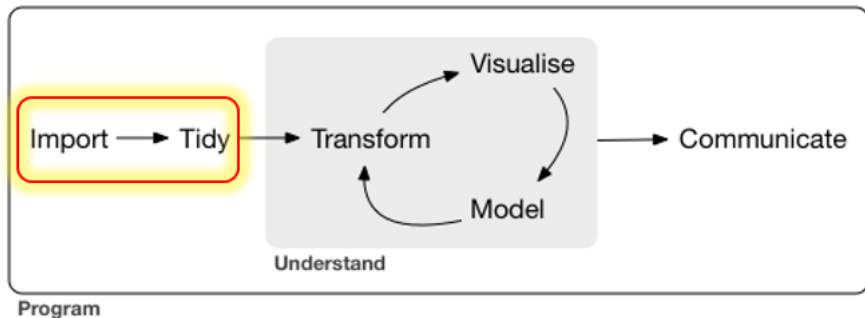 Visualise
Import Tidy Transform Communicate
Model
Understand
Program